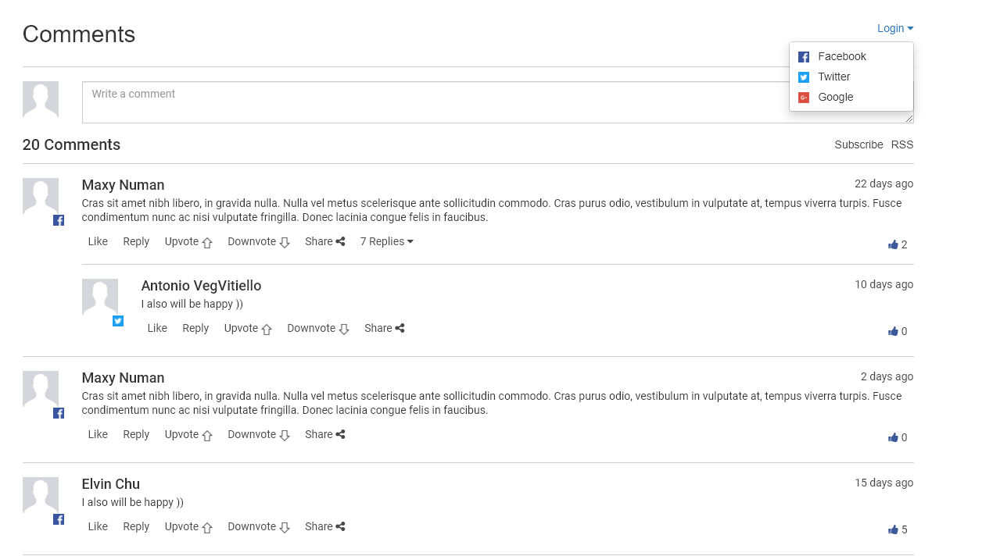 Comments
Login
Facebook
Twitter
Google
Write a comment
20 Comments
Subscribe RSS
Maxy Numan
22 days ago
Cras sit amet nibh libero, in gravida nulla. Nulla vel metus scelerisque ante sollicitudin commodo. Cras purus odio, vestibulum in vulputate at, tempus viverra turpis. Fusce
condimentum nunc ac nisi vulputate fringilla. Donec lacinia congue felis in faucibus.
Like Reply Upvote Downvote Share 7 Replies
2
Antonio VegVitiello
10 days ago
I also will be happy ))
Like Reply Upvote Downvote Share
0
Maxy Numan
2 days ago
Cras sit amet nibh libero, in gravida nulla. Nulla vel metus scelerisque ante sollicitudin commodo. Cras purus odio, vestibulum in vulputate at, tempus viverra turpis. Fusce
condimentum nunc ac nisi vulputate fringilla. Donec lacinia congue felis in faucibus.
Like Reply Upvote Downvote Share
0
Elvin Chu
15 days ago
I also will be happy ))
Like Reply Upvote Downvote Share
5